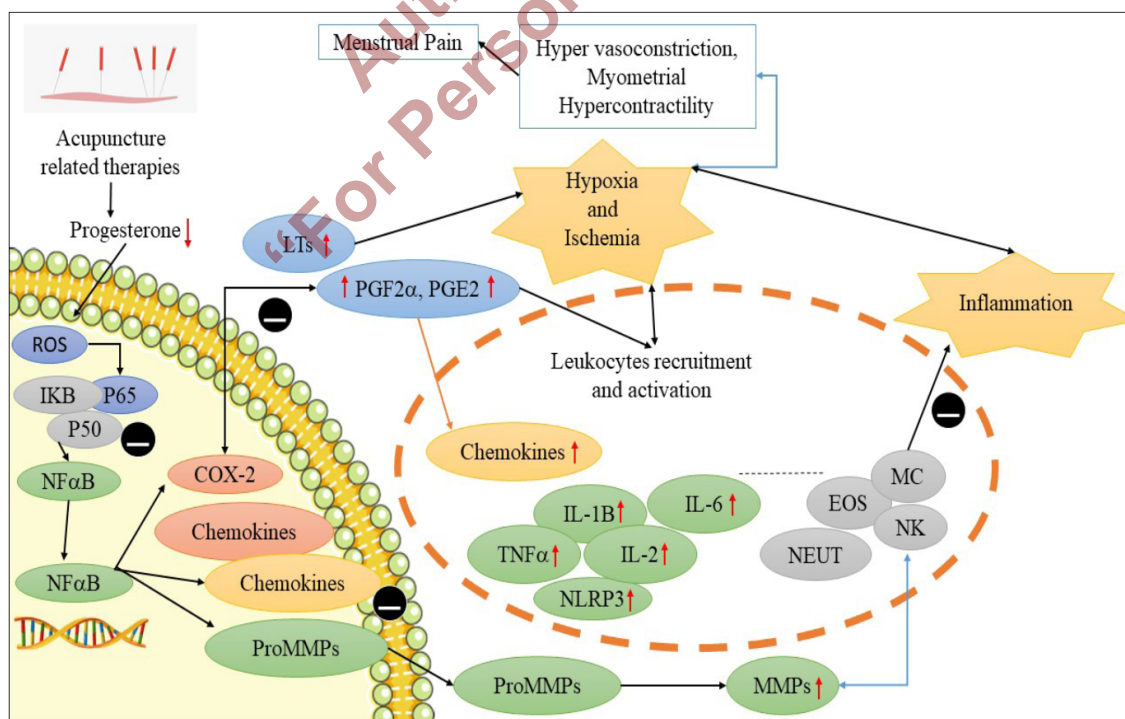 Menstrual Pain
Hyper vasoconstriction,
Myometrial
Hypercontractility
Acupuncture
related therapies
Progesterone
Hypoxia
and
Ischemia
LTs
PGF2α, PGE2
Inflammation
Leukocytes recruitment
and activation
ROS
IKB
P65
P50
NFαB
NFαB
COX-2
Chemokines
Chemokines
ProMMPs
Chemokines
IL-1B
IL-6
TNFα
IL-2
NLRP3
MC
EOS
NK
NEUT
ProMMPs
MMPs
“For Person